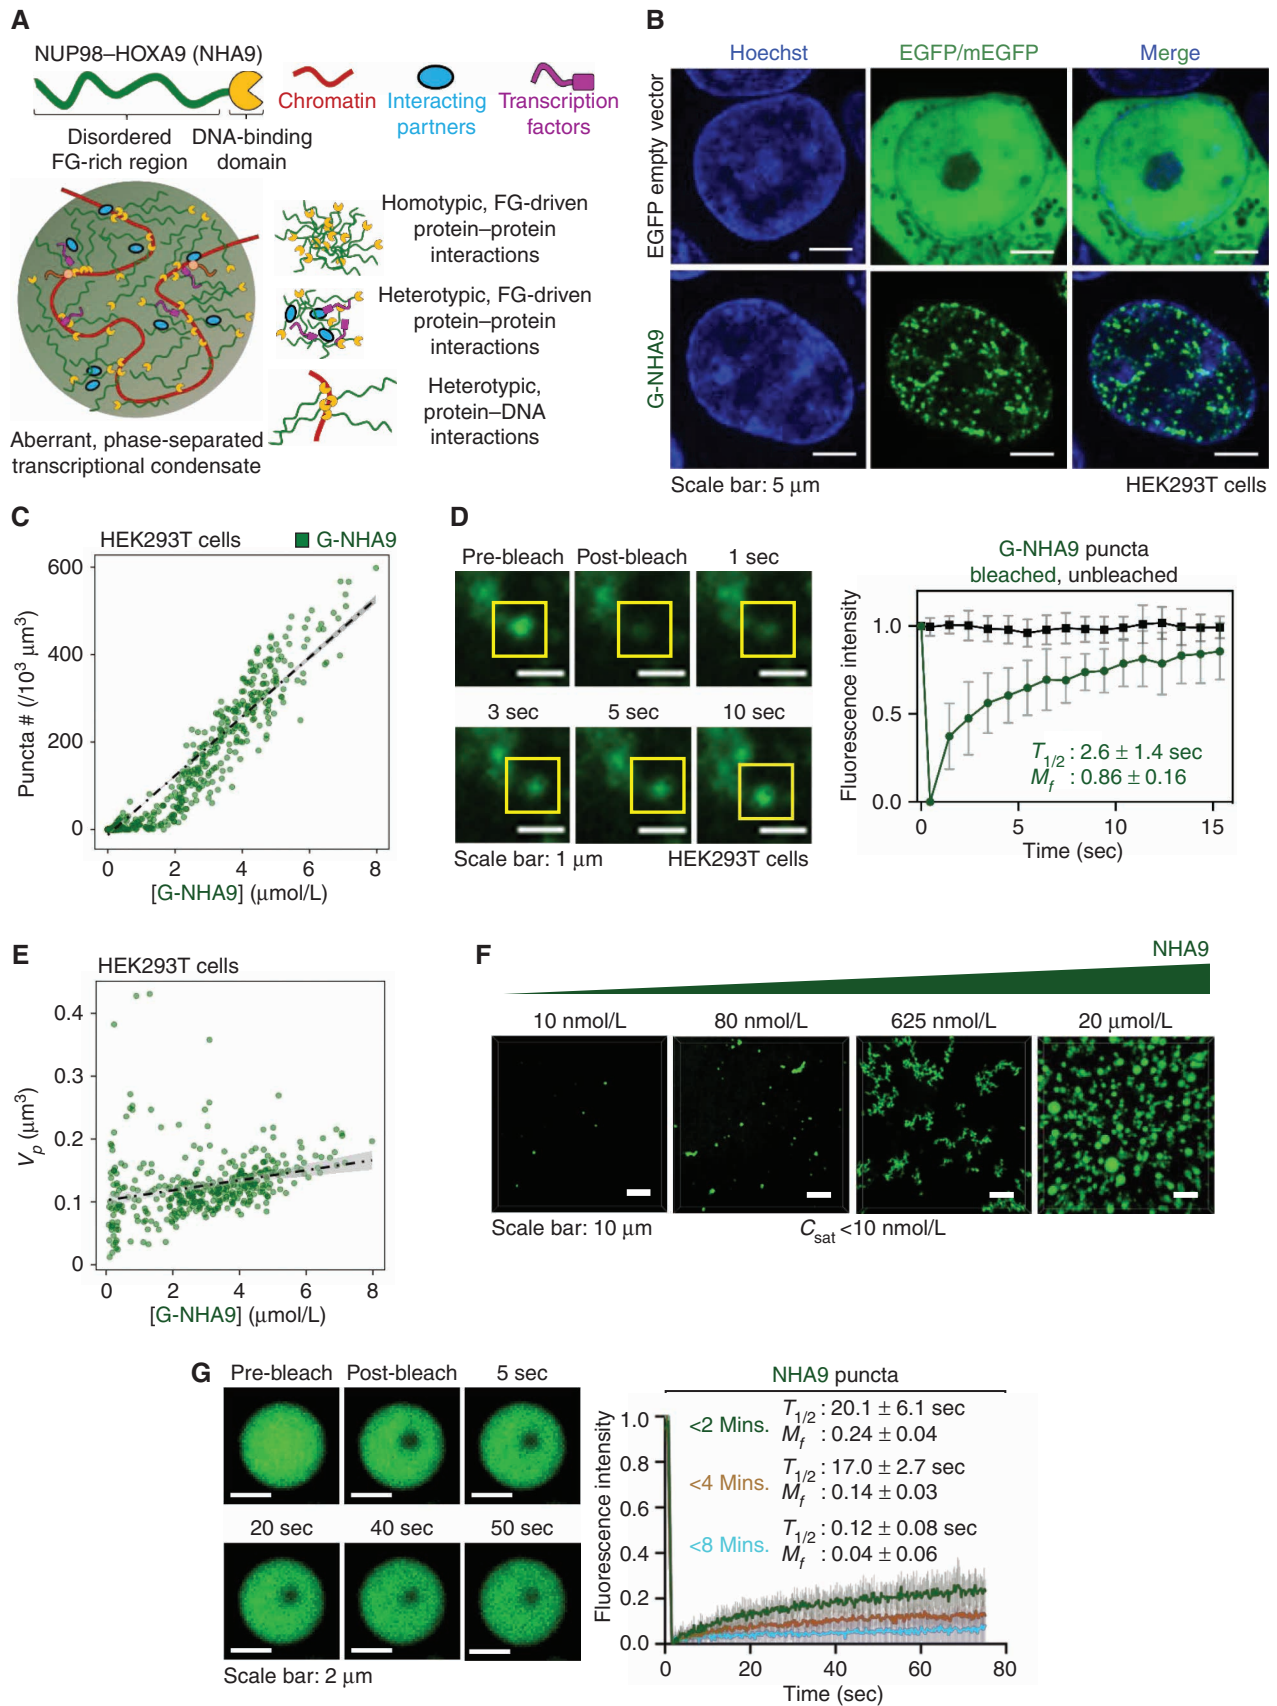 A
NUP98–HOXA9 (NHA9)
Disordered
FG-rich region
DNA-binding
domain
Chromatin
Interacting
partners
Transcription
factors
Homotypic, FG-driven
protein–protein
interactions
Heterotypic, FG-driven
protein–protein
interactions
Heterotypic,
protein–DNA
interactions
Aberrant, phase-separated
transcriptional condensate
B
Hoechst
EGFP/mEGFP
Merge
EGFP empty vector
G-NHA9
Scale bar: 5 μm
HEK293T cells
C
HEK293T cells
G-NHA9
Puncta # (/10³ μm³)
600
400
200
0
0 2 4 6 8
[G-NHA9] (μmol/L)
D
Pre-bleach
Post-bleach
1 sec
3 sec
5 sec
10 sec
Scale bar: 1 μm
HEK293T cells
G-NHA9 puncta
bleached, unbleached
Fluorescence intensity
1.0
0.5
0.0
T1/2 : 2.6 ± 1.4 sec
Mf : 0.86 ± 0.16
0 5 10 15
Time (sec)
E
HEK293T cells
Vp (μm³)
0.4
0.3
0.2
0.1
0
0 2 4 6 8
[G-NHA9] (μmol/L)
F
NHA9
10 nmol/L
80 nmol/L
625 nmol/L
20 μmol/L
Scale bar: 10 μm
Csat <10 nmol/L
G
Pre-bleach
Post-bleach
5 sec
20 sec
40 sec
50 sec
Scale bar: 2 μm
NHA9 puncta
Fluorescence intensity
1.0
0.8
0.6
0.4
0.2
0.0
<2 Mins.
T1/2 : 20.1 ± 6.1 sec
Mf : 0.24 ± 0.04
<4 Mins.
T1/2 : 17.0 ± 2.7 sec
Mf : 0.14 ± 0.03
<8 Mins.
T1/2 : 0.12 ± 0.08 sec
Mf : 0.04 ± 0.06
0 20 40 60 80
Time (sec)